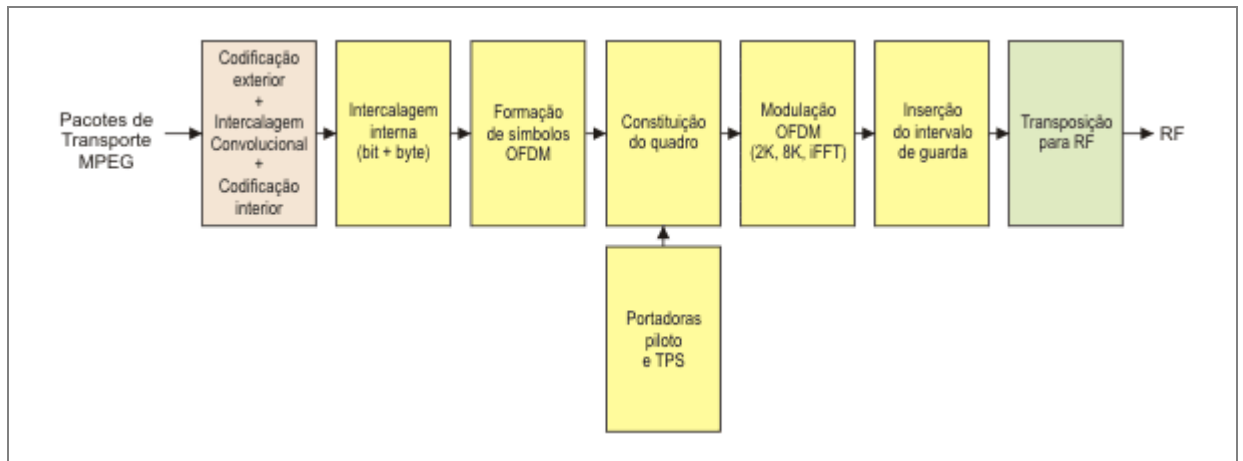 Pacotes de
Transporte
MPEG
Codificação
exterior
+
Intercalagem
Convolucional
+
Codificação
interior
Intercalagem
interna
(bit + byte)
Formação
de símbolos
OFDM
Constituição
do quadro
Modulação
OFDM
(2K, 8K, iFFT)
Inserção
do intervalo
de guarda
Transposição
para RF
RF
Portadoras
piloto
e TPS